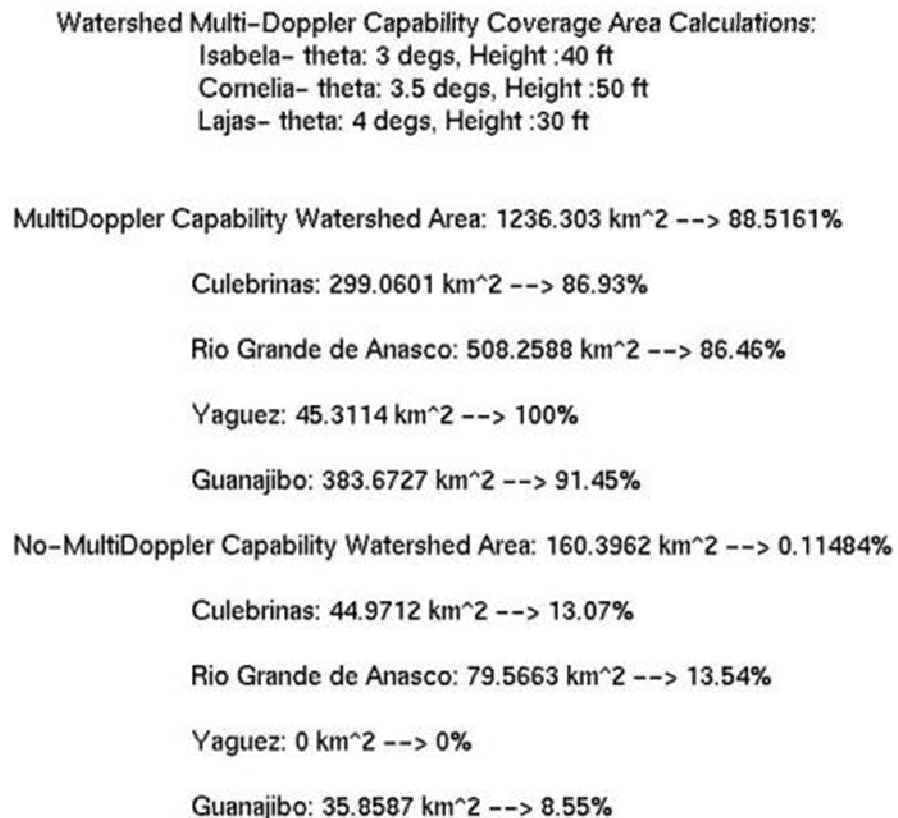 Watershed Multi-Doppler Capability Coverage Area Calculations:
Isabela- theta: 3 degs, Height :40 ft
Cornelia- theta: 3.5 degs, Height :50 ft
Lajas- theta: 4 degs, Height :30 ft
MultiDoppler Capability Watershed Area: 1236.303 km^2 --> 88.5161%
Culebrinas: 299.0601 km^2 --> 86.93%
Rio Grande de Anasco: 508.2588 km^2 --> 86.46%
Yaguez: 45.3114 km^2 --> 100%
Guanajibo: 383.6727 km^2 --> 91.45%
No-MultiDoppler Capability Watershed Area: 160.3962 km^2 --> 0.11484%
Culebrinas: 44.9712 km^2 --> 13.07%
Rio Grande de Anasco: 79.5663 km^2 --> 13.54%
Yaguez: 0 km^2 --> 0%
Guanajibo: 35.8587 km^2 --> 8.55%